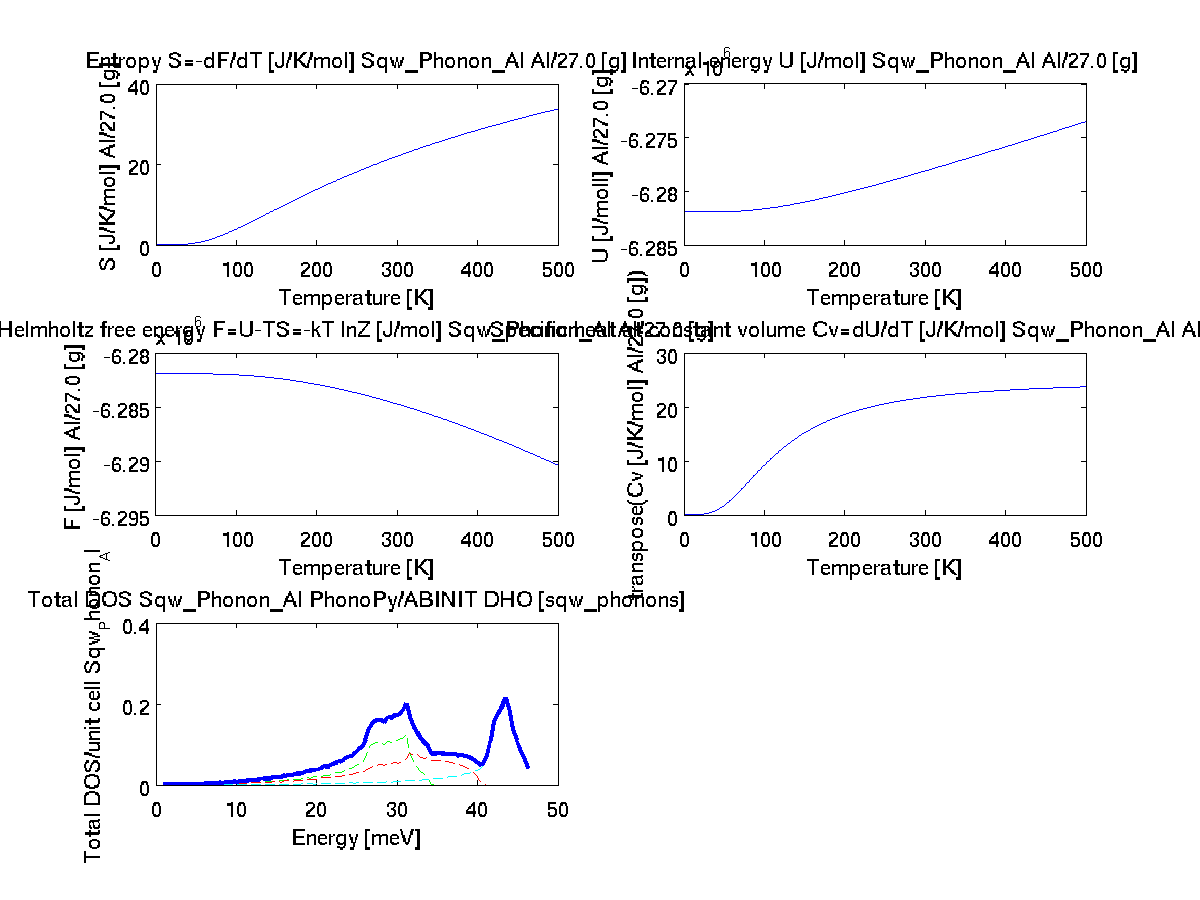 Entropy S=-dF/dT [J/K/mol] Sqw_Phonon_Al Al/27.0 [g]
S [J/K/mol] Al/27.0 [g]
40
20
0
0 100 200 300 400 500
Temperature [K]
Internal energy U [J/mol] Sqw_Phonon_Al Al/27.0 [g]
x 10^6
U [J/mol] Al/27.0 [g]
-6.27
-6.275
-6.28
-6.285
0 100 200 300 400 500
Temperature [K]
Helmholtz free energy F=U-TS=-kT lnZ [J/mol] Sqw_Phonon_Al Al/27.0 [g]
x 10^6
F [J/mol] Al/27.0 [g]
-6.28
-6.285
-6.29
-6.295
0 100 200 300 400 500
Temperature [K]
Specific heat at constant volume Cv=dU/dT [J/K/mol] Sqw_Phonon_Al Al
transpose(Cv [J/K/mol] Al/27.0 [g])
30
20
10
0
0 100 200 300 400 500
Temperature [K]
Total DOS Sqw_Phonon_Al PhonoPy/ABINIT DHO [sqw_phonons]
Total DOS/unit cell Sqw_Phonon_Al
0.4
0.2
0
0 10 20 30 40 50
Energy [meV]